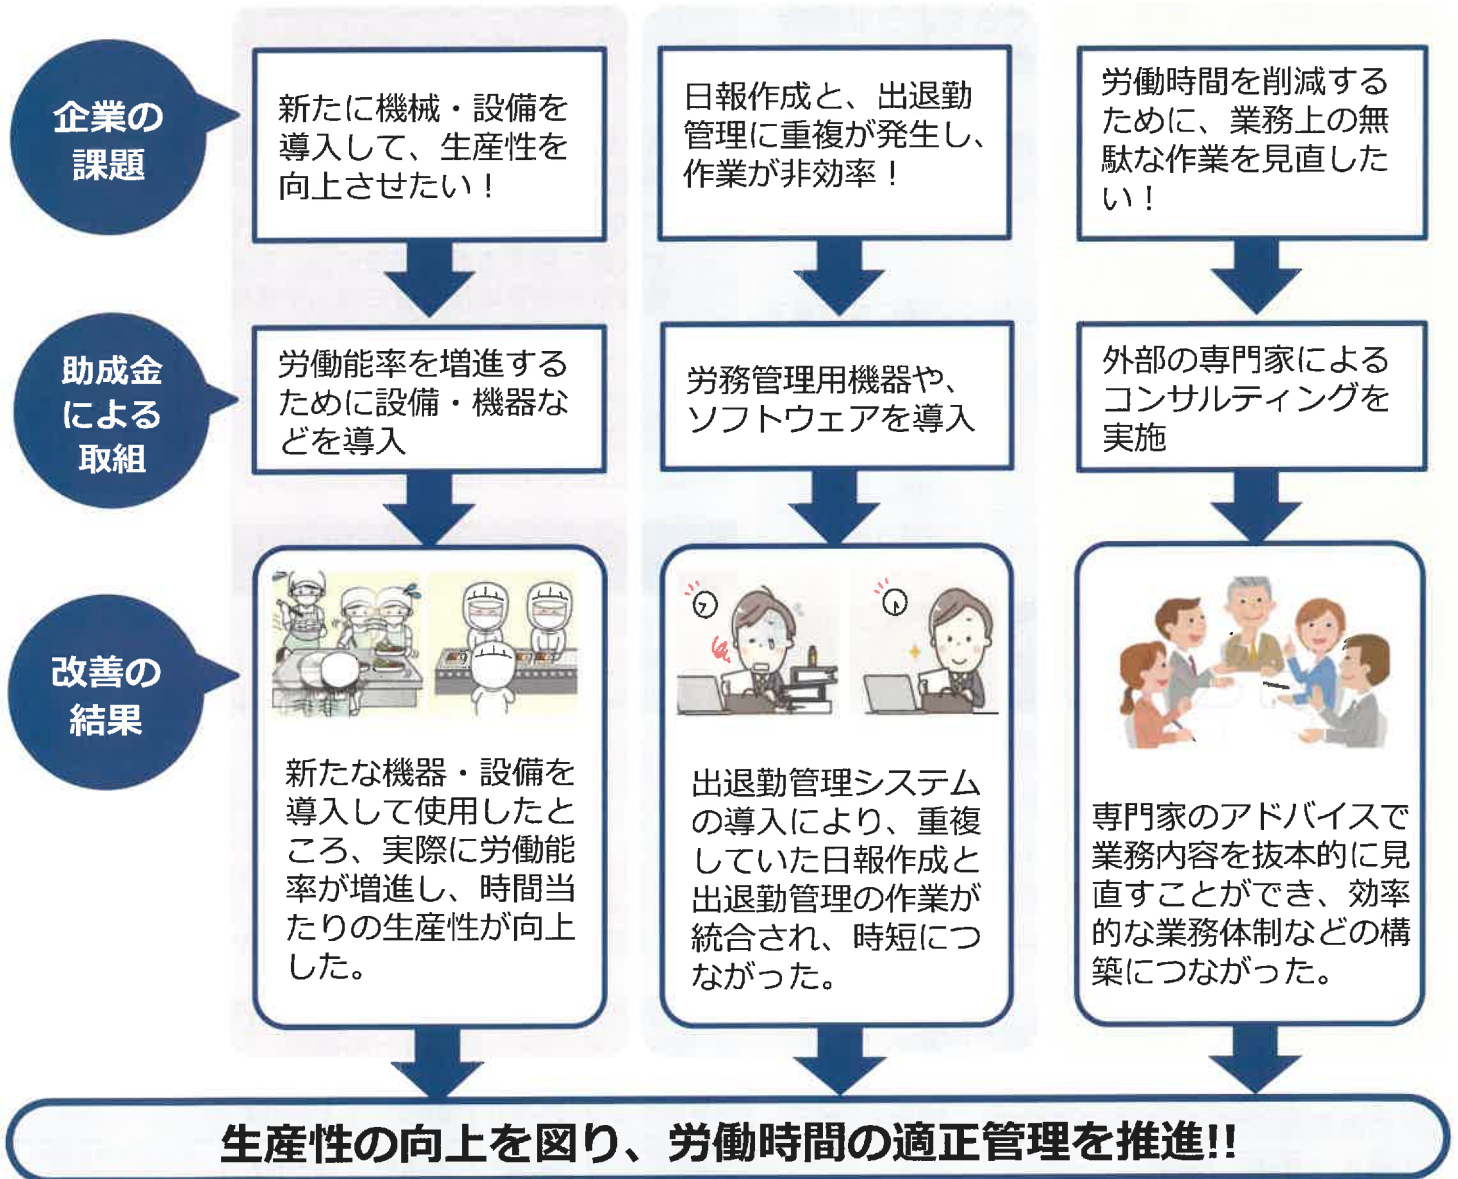 企業の
課題
新たに機械・設備を
導入して、生産性を
向上させたい！
日報作成と、出退勤
管理に重複が発生し、
作業が非効率！
労働時間を削減する
ために、業務上の無
駄な作業を見直した
い！
助成金
による
取組
労働能率を増進する
ために設備・機器な
どを導入
労務管理用機器や、
ソフトウェアを導入
外部の専門家による
コンサルティングを
実施
改善の
結果
新たな機器・設備を
導入して使用したと
ころ、実際に労働能
率が増進し、時間当
たりの生産性が向上
した。
出退勤管理システム
の導入により、重複
していた日報作成と
出退勤管理の作業が
統合され、時短につ
ながった。
専門家のアドバイスで
業務内容を抜本的に見
直すことができ、効率
的な業務体制などの構
築につながった。
生産性の向上を図り、労働時間の適正管理を推進!!